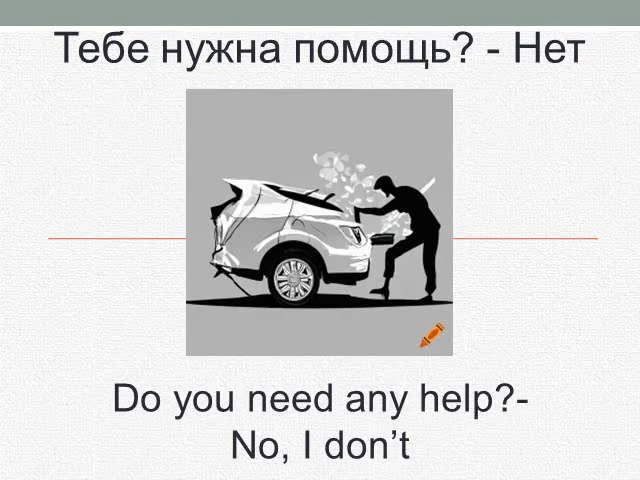 Тебе нужна помощь? - Нет
Do you need any help?-
No, I don’t